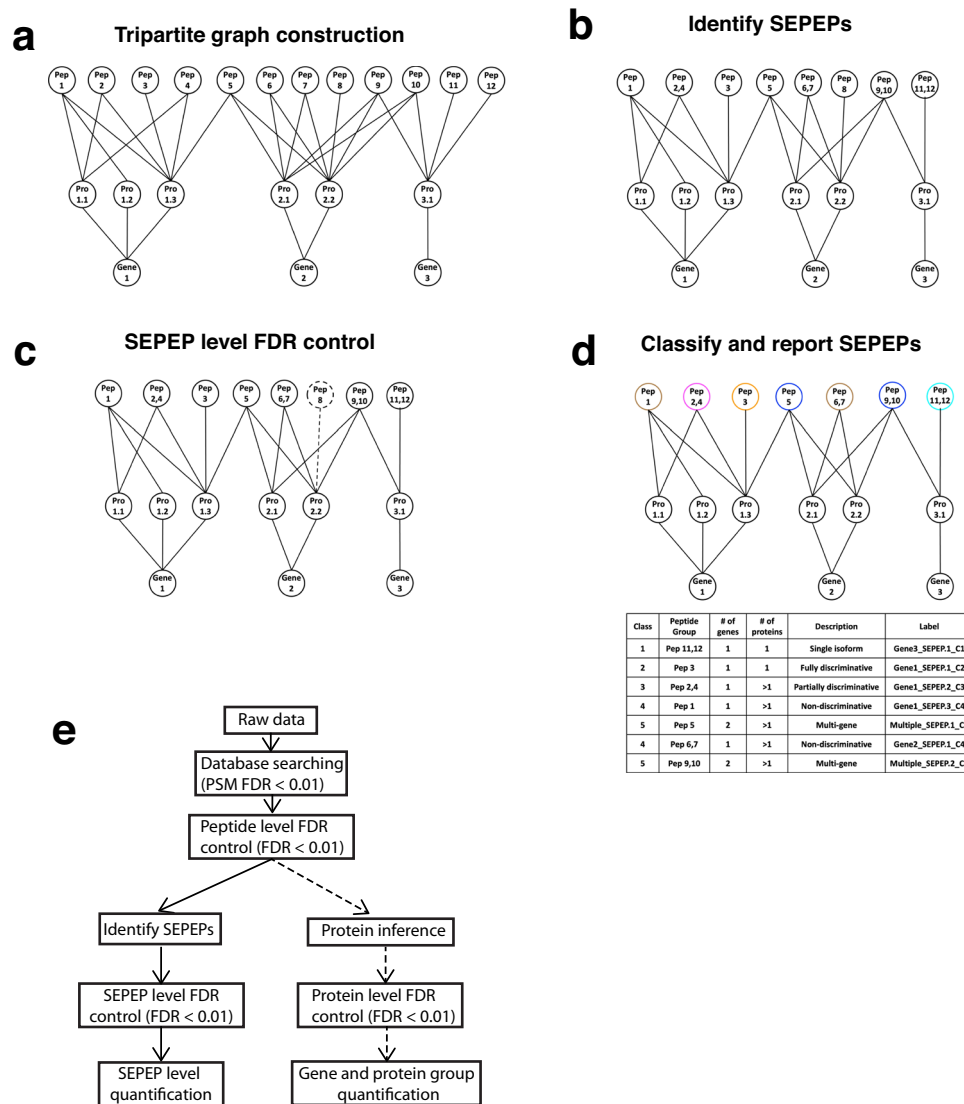 a
Tripartite graph construction
Pep 1
Pep 2
Pep 3
Pep 4
Pep 5
Pep 6
Pep 7
Pep 8
Pep 9
Pep 10
Pep 11
Pep 12
Pro 1.1
Pro 1.2
Pro 1.3
Pro 2.1
Pro 2.2
Pro 3.1
Gene 1
Gene 2
Gene 3
b
Identify SEPEPs
Pep 1
Pep 2,4
Pep 3
Pep 5
Pep 6,7
Pep 8
Pep 9,10
Pep 11,12
Pro 1.1
Pro 1.2
Pro 1.3
Pro 2.1
Pro 2.2
Pro 3.1
Gene 1
Gene 2
Gene 3
c
SEPEP level FDR control
Pep 1
Pep 2,4
Pep 3
Pep 5
Pep 6,7
Pep 8
Pep 9,10
Pep 11,12
Pro 1.1
Pro 1.2
Pro 1.3
Pro 2.1
Pro 2.2
Pro 3.1
Gene 1
Gene 2
Gene 3
d
Classify and report SEPEPs
Pep 1
Pep 2,4
Pep 3
Pep 5
Pep 6,7
Pep 9,10
Pep 11,12
Pro 1.1
Pro 1.2
Pro 1.3
Pro 2.1
Pro 2.2
Pro 3.1
Gene 1
Gene 2
Gene 3
Class Peptide Group # of genes # of proteins Description Label
1 Pep 11,12 1 1 Single isoform Gene3_SEPEP.1_C1
2 Pep 3 1 1 Fully discriminative Gene1_SEPEP.1_C2
3 Pep 2,4 1 >1 Partially discriminative Gene1_SEPEP.2_C3
4 Pep 1 1 >1 Non-discriminative Gene1_SEPEP.3_C4
5 Pep 5 2 >1 Multi-gene Multiple_SEPEP.1_C
4 Pep 6,7 1 >1 Non-discriminative Gene2_SEPEP.1_C4
5 Pep 9,10 2 >1 Multi-gene Multiple_SEPEP.2_C
e
Raw data
Database searching
(PSM FDR < 0.01)
Peptide level FDR
control (FDR < 0.01)
Identify SEPEPs
Protein inference
SEPEP level FDR
control (FDR < 0.01)
Protein level FDR
control (FDR < 0.01)
SEPEP level
quantification
Gene and protein group
quantification